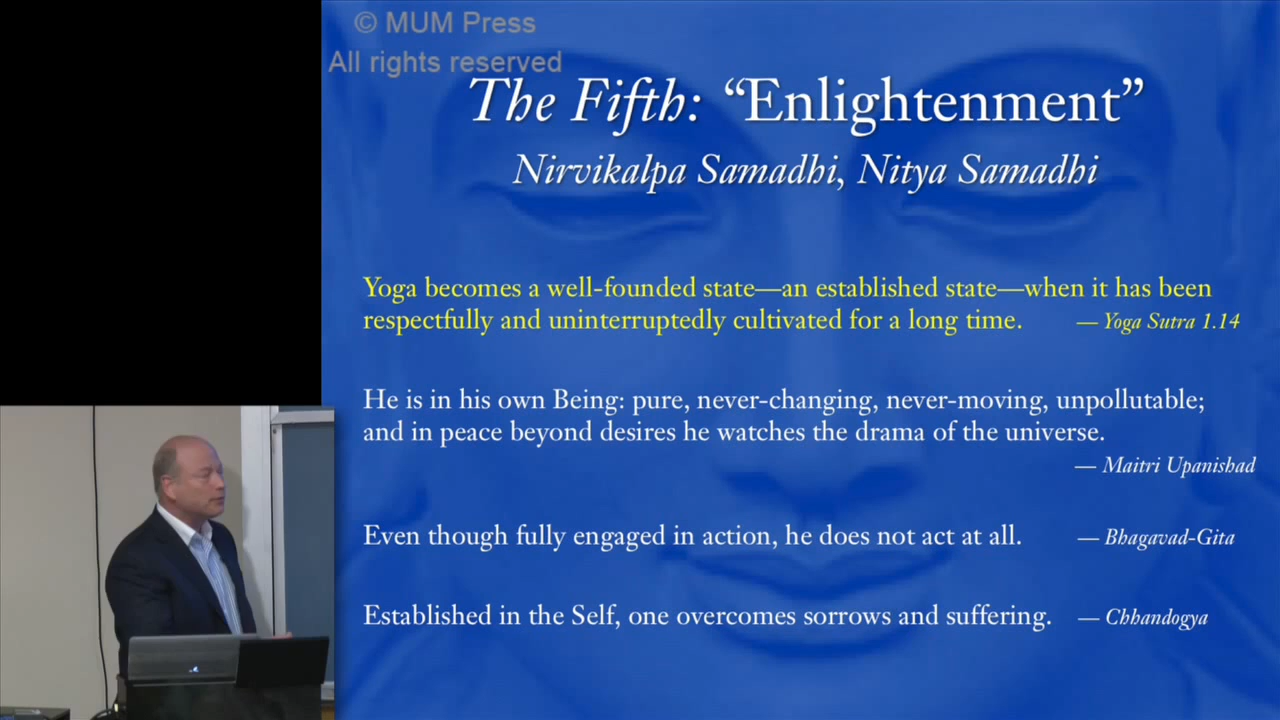 © MUM Press
All rights reserved
The Fifth: “Enlightenment”
Nirvikalpa Samadhi, Nitya Samadhi
Yoga becomes a well-founded state—an established state—when it has been
respectfully and uninterruptedly cultivated for a long time. — Yoga Sutra 1.14
He is in his own Being: pure, never-changing, never-moving, unpollutable;
and in peace beyond desires he watches the drama of the universe.
— Maitri Upanishad
Even though fully engaged in action, he does not act at all. — Bhagavad-Gita
Established in the Self, one overcomes sorrows and suffering. — Chhandogya